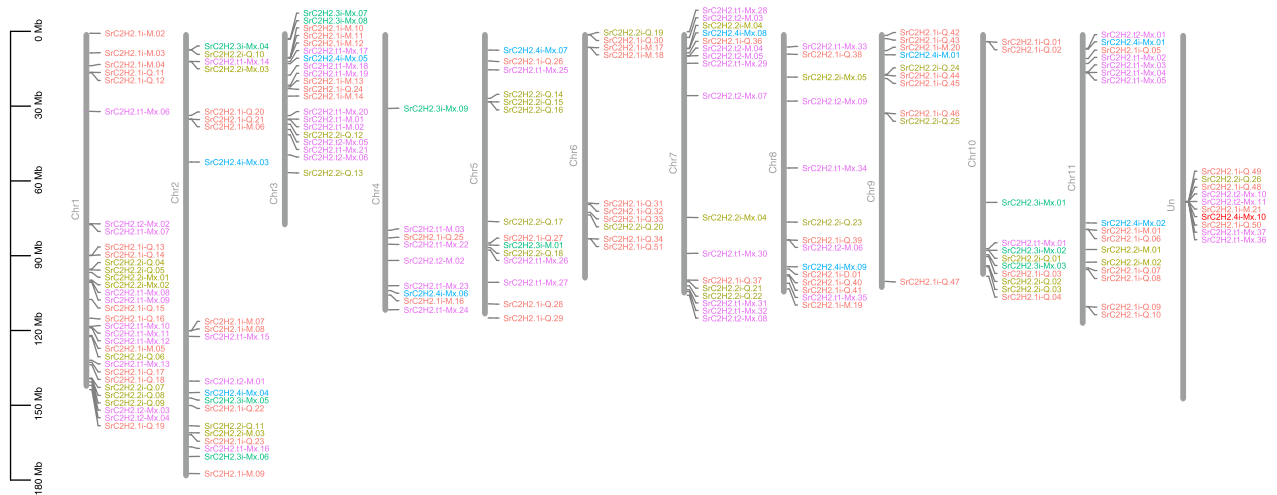 0 Mb
30 Mb
60 Mb
90 Mb
120 Mb
150 Mb
180 Mb
Chr1
SrC2H2.1i-M.02
SrC2H2.1i-M.03
SrC2H2.1i-M.04
SrC2H2.1i-Q.11
SrC2H2.1i-Q.12
SrC2H2.t1-Mx.06
SrC2H2.t2-Mx.02
SrC2H2.t1-Mx.07
SrC2H2.1i-Q.13
SrC2H2.1i-Q.14
SrC2H2.2i-Q.04
SrC2H2.2i-Q.05
SrC2H2.2i-Mx.01
SrC2H2.2i-Mx.02
SrC2H2.t1-Mx.08
SrC2H2.t1-Mx.09
SrC2H2.1i-Q.15
SrC2H2.1i-Q.16
SrC2H2.t1-Mx.10
SrC2H2.t1-Mx.11
SrC2H2.t1-Mx.12
SrC2H2.1i-M.05
SrC2H2.2i-Q.06
SrC2H2.t1-Mx.13
SrC2H2.1i-Q.17
SrC2H2.1i-Q.18
SrC2H2.2i-Q.07
SrC2H2.2i-Q.08
SrC2H2.2i-Q.09
SrC2H2.t2-Mx.03
SrC2H2.t2-Mx.04
SrC2H2.1i-Q.19
Chr2
SrC2H2.3i-Mx.04
SrC2H2.2i-Q.10
SrC2H2.t1-Mx.14
SrC2H2.2i-Mx.03
SrC2H2.1i-Q.20
SrC2H2.1i-Q.21
SrC2H2.1i-M.06
SrC2H2.4i-Mx.03
SrC2H2.1i-M.07
SrC2H2.1i-M.08
SrC2H2.t1-Mx.15
SrC2H2.t2-M.01
SrC2H2.4i-Mx.04
SrC2H2.3i-Mx.05
SrC2H2.1i-Q.22
SrC2H2.2i-Q.11
SrC2H2.2i-M.03
SrC2H2.1i-Q.23
SrC2H2.t1-Mx.16
SrC2H2.3i-Mx.06
SrC2H2.1i-M.09
Chr3
SrC2H2.3i-Mx.07
SrC2H2.3i-Mx.08
SrC2H2.1i-M.10
SrC2H2.1i-M.11
SrC2H2.1i-M.12
SrC2H2.t1-Mx.17
SrC2H2.4i-Mx.05
SrC2H2.t1-Mx.18
SrC2H2.t1-Mx.19
SrC2H2.1i-M.13
SrC2H2.1i-Q.24
SrC2H2.1i-M.14
SrC2H2.t1-Mx.20
SrC2H2.t1-M.01
SrC2H2.t1-M.02
SrC2H2.2i-Q.12
SrC2H2.t2-Mx.05
SrC2H2.t1-Mx.21
SrC2H2.t2-Mx.06
SrC2H2.2i-Q.13
Chr4
SrC2H2.3i-Mx.09
SrC2H2.t1-M.03
SrC2H2.1i-Q.25
SrC2H2.t1-Mx.22
SrC2H2.t2-M.02
SrC2H2.t1-Mx.23
SrC2H2.4i-Mx.06
SrC2H2.1i-M.16
SrC2H2.t1-Mx.24
Chr5
SrC2H2.4i-Mx.07
SrC2H2.1i-Q.26
SrC2H2.t1-Mx.25
SrC2H2.2i-Q.14
SrC2H2.2i-Q.15
SrC2H2.2i-Q.16
SrC2H2.2i-Q.17
SrC2H2.1i-Q.27
SrC2H2.3i-M.01
SrC2H2.2i-Q.18
SrC2H2.t1-Mx.26
SrC2H2.t1-Mx.27
SrC2H2.1i-Q.28
SrC2H2.1i-Q.29
Chr6
SrC2H2.2i-Q.19
SrC2H2.1i-Q.30
SrC2H2.1i-M.17
SrC2H2.1i-M.18
SrC2H2.1i-Q.31
SrC2H2.1i-Q.32
SrC2H2.1i-Q.33
SrC2H2.2i-Q.20
SrC2H2.1i-Q.34
SrC2H2.1i-Q.51
Chr7
SrC2H2.t1-Mx.28
SrC2H2.t2-M.03
SrC2H2.2i-M.04
SrC2H2.4i-Mx.08
SrC2H2.1i-Q.36
SrC2H2.t2-M.04
SrC2H2.t2-M.05
SrC2H2.t1-Mx.29
SrC2H2.t2-Mx.07
SrC2H2.2i-Mx.04
SrC2H2.t1-Mx.30
SrC2H2.1i-Q.37
SrC2H2.2i-Q.21
SrC2H2.2i-Q.22
SrC2H2.t1-Mx.31
SrC2H2.t1-Mx.32
SrC2H2.t2-Mx.08
Chr8
SrC2H2.t1-Mx.33
SrC2H2.1i-Q.38
SrC2H2.2i-Mx.05
SrC2H2.t2-Mx.09
SrC2H2.t1-Mx.34
SrC2H2.2i-Q.23
SrC2H2.1i-Q.39
SrC2H2.t2-M.06
SrC2H2.4i-Mx.09
SrC2H2.1i-D.01
SrC2H2.1i-Q.40
SrC2H2.1i-Q.41
SrC2H2.t1-Mx.35
SrC2H2.1i-M.19
Chr9
SrC2H2.1i-Q.42
SrC2H2.1i-Q.43
SrC2H2.1i-M.20
SrC2H2.4i-M.01
SrC2H2.2i-Q.24
SrC2H2.1i-Q.44
SrC2H2.1i-Q.45
SrC2H2.1i-Q.46
SrC2H2.2i-Q.25
SrC2H2.1i-Q.47
Chr10
SrC2H2.1i-Q.01
SrC2H2.1i-Q.02
SrC2H2.3i-Mx.01
SrC2H2.t1-Mx.01
SrC2H2.3i-Mx.02
SrC2H2.2i-Q.01
SrC2H2.3i-Mx.03
SrC2H2.1i-Q.03
SrC2H2.2i-Q.02
SrC2H2.2i-Q.03
SrC2H2.1i-Q.04
Chr11
SrC2H2.t2-Mx.01
SrC2H2.4i-Mx.01
SrC2H2.1i-Q.05
SrC2H2.t1-Mx.02
SrC2H2.t1-Mx.03
SrC2H2.t1-Mx.04
SrC2H2.t1-Mx.05
SrC2H2.4i-Mx.02
SrC2H2.1i-M.01
SrC2H2.1i-Q.06
SrC2H2.2i-M.01
SrC2H2.2i-M.02
SrC2H2.1i-Q.07
SrC2H2.1i-Q.08
SrC2H2.1i-Q.09
SrC2H2.1i-Q.10
Un
SrC2H2.1i-Q.49
SrC2H2.2i-Q.26
SrC2H2.1i-Q.48
SrC2H2.t2-Mx.10
SrC2H2.t2-Mx.11
SrC2H2.1i-M.21
SrC2H2.4i-Mx.10
SrC2H2.1i-Q.50
SrC2H2.t1-Mx.37
SrC2H2.t1-Mx.36